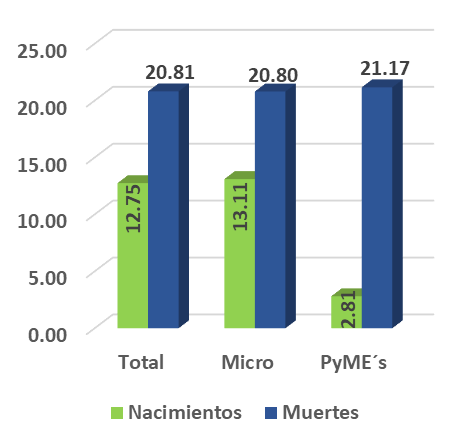 25.00
20.00
15.00
10.00
5.00
0.00
20.81
20.80
21.17
12.75
13.11
2.81
Total
Micro
PyME´s
Nacimientos
Muertes